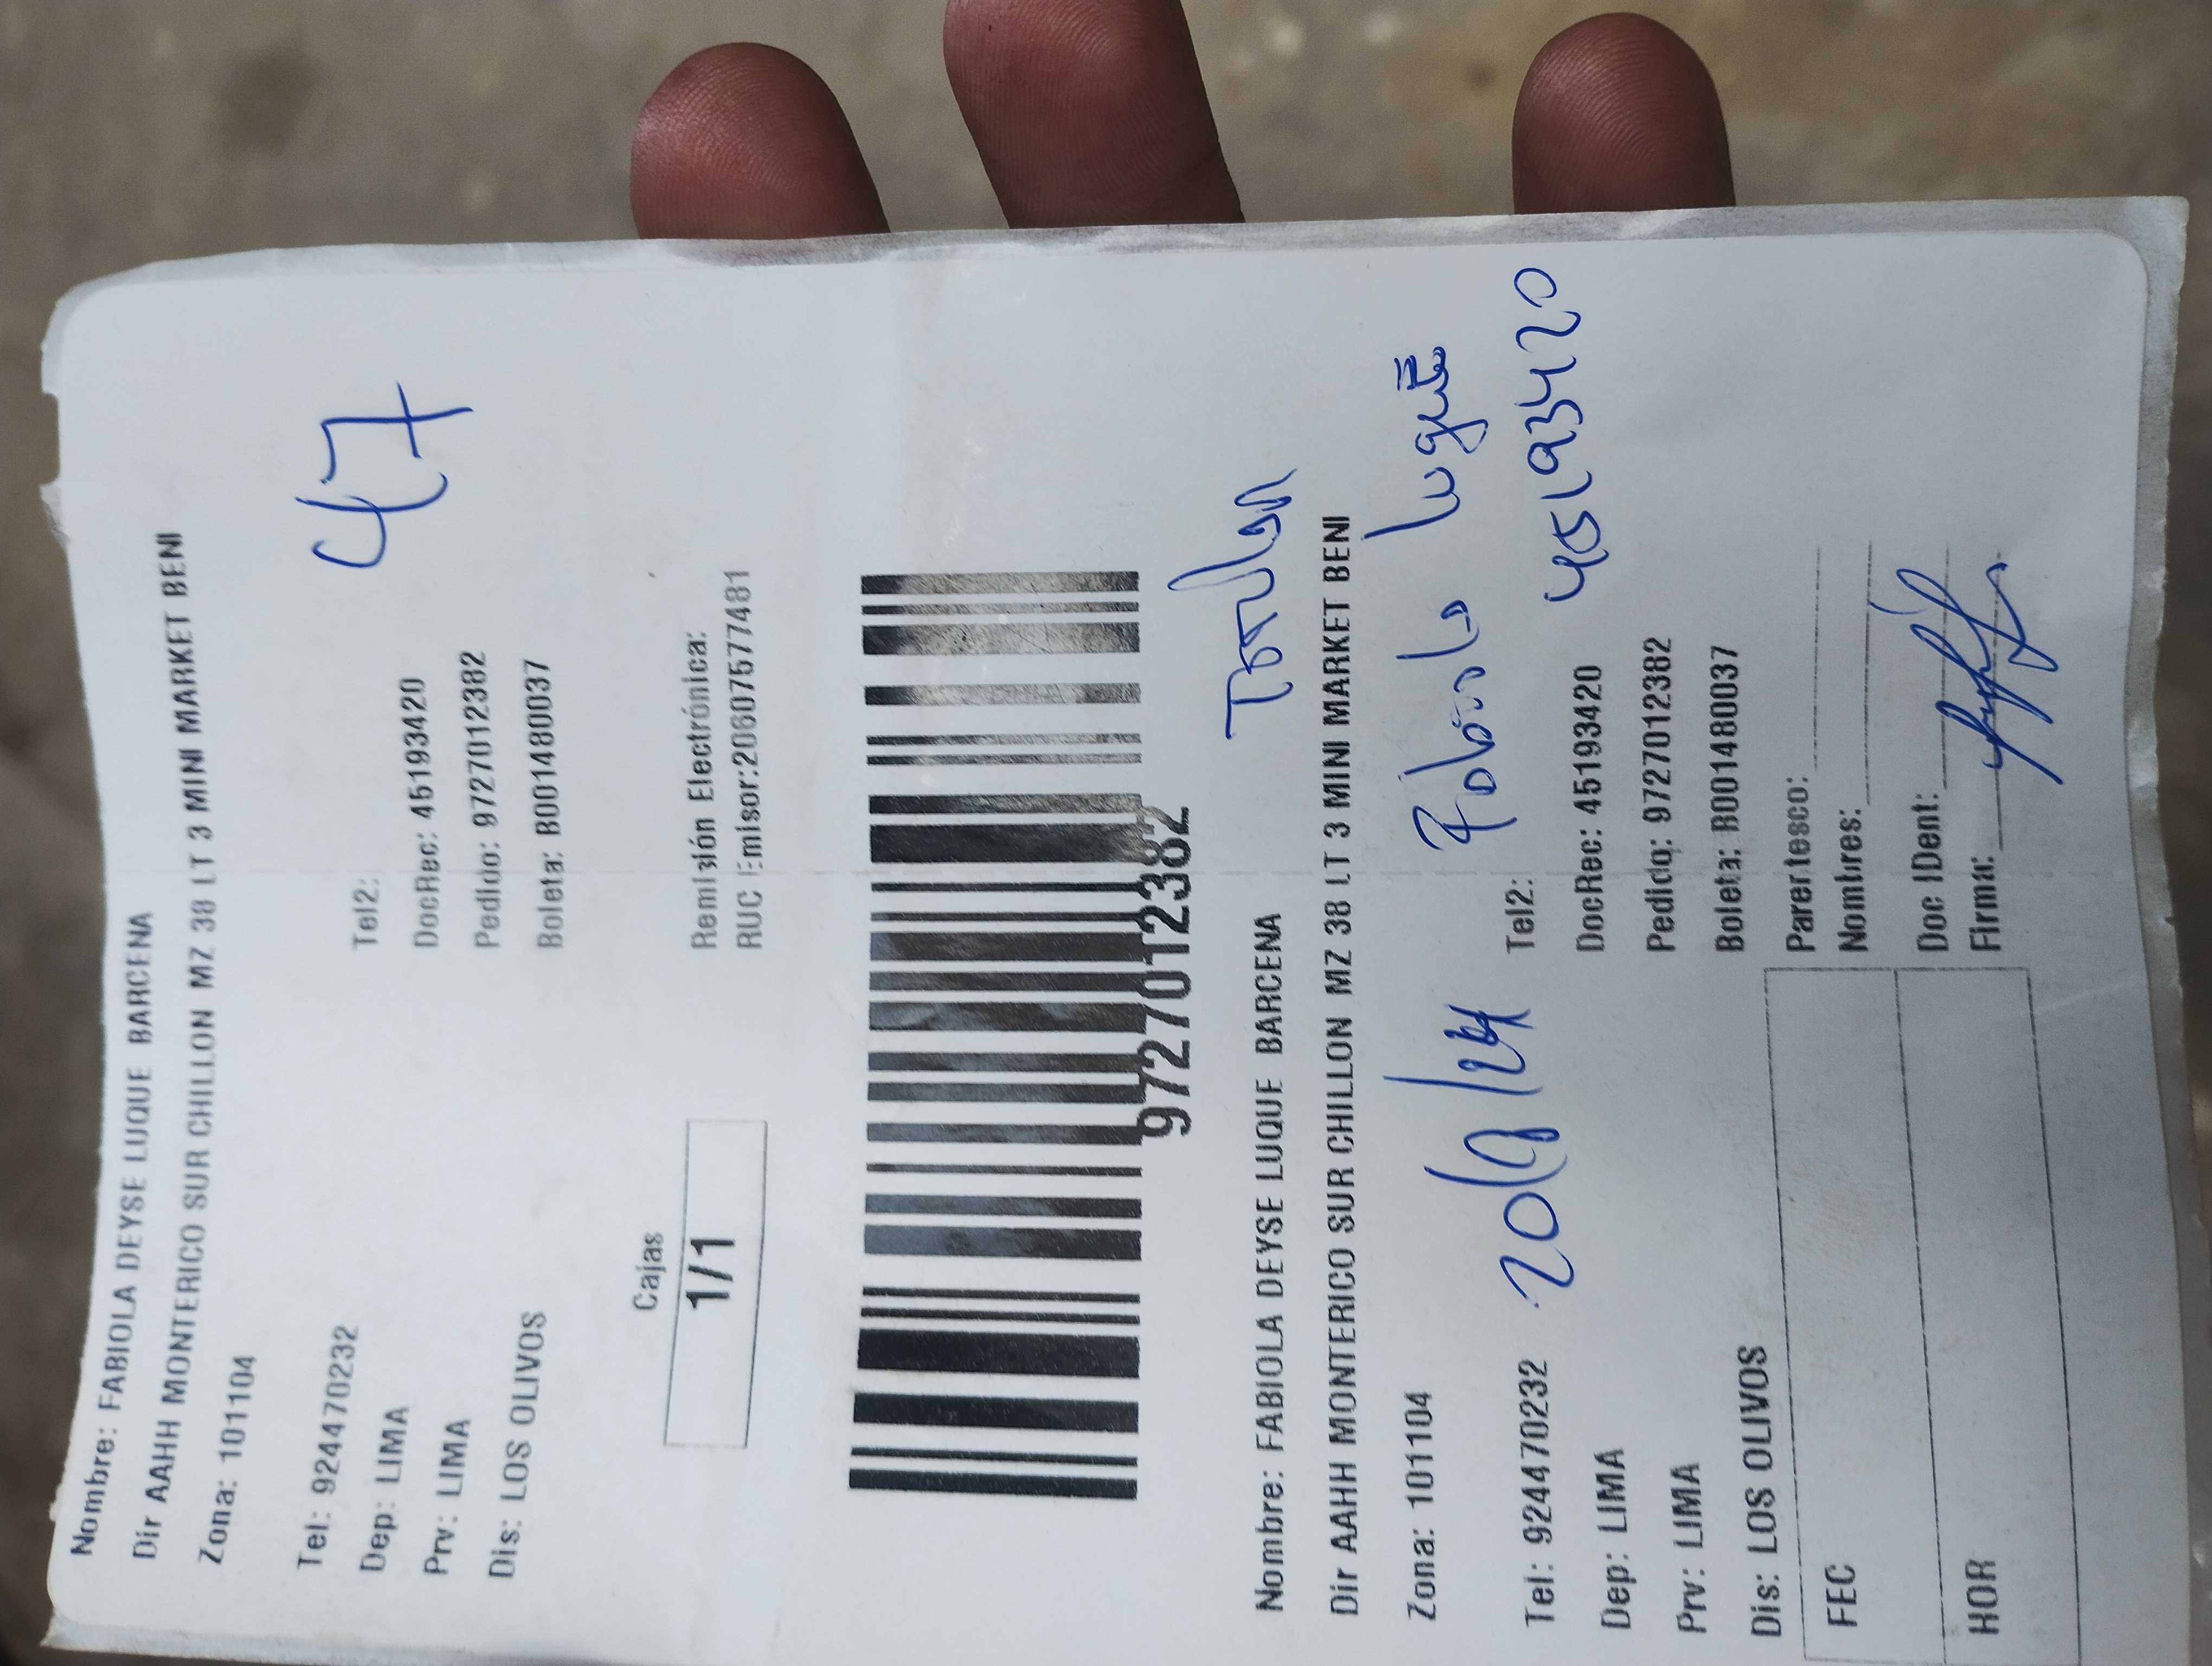 Nombre: FABIOLA DEYSE LUQUE BARCENA
Dir AAHH MONTERICO SUR CHILLON MZ 38 LT 3 MINI MARKET BENI
Zona: 101104
47
Tel: 924470232
Tel2:
Dep: LIMA
DocRec: 45193420
Prv: LIMA
Pedido: 9727012382
Dis: LOS OLIVOS
Boleta: B001480037
Cajas
1/1
Remisión Electrónica:
RUC Emisor:20607577481
9727012382
Nombre: FABIOLA DEYSE LUQUE BARCENA
Dir AAHH MONTERICO SUR CHILLON MZ 38 LT 3 MINI MARKET BENI
Zona: 101104
Fabiola Luque
Tel: 924470232
20/9/24
Tel2:
45193420
Dep: LIMA
DocRec: 45193420
Prv: LIMA
Pedido: 9727012382
Dis: LOS OLIVOS
Boleta: B001480037
FEC
Parentesco:
Nombres:
HOR
Doc IDent:
Firma: